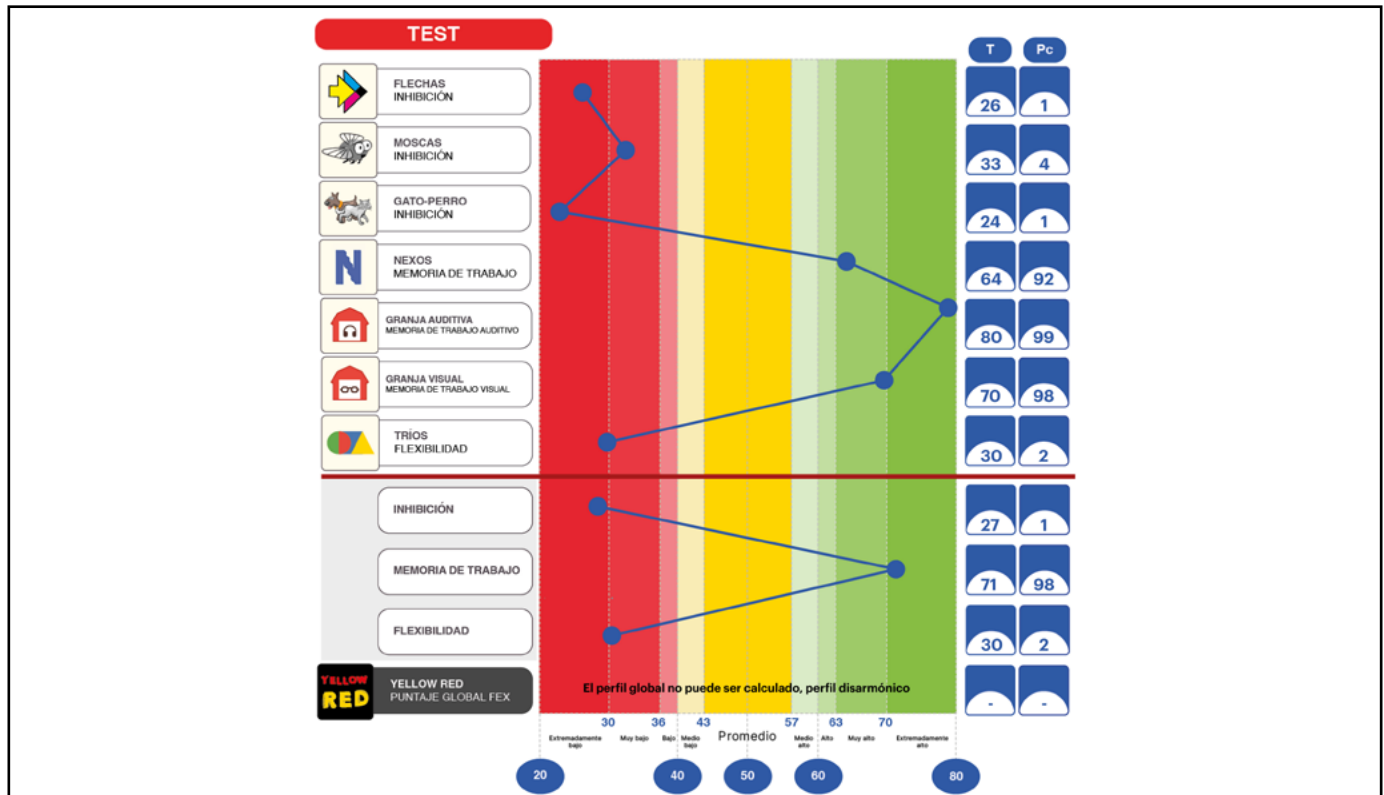 TEST
T Pc
FLECHAS
INHIBICIÓN
26 1
MOSCAS
INHIBICIÓN
33 4
GATO-PERRO
INHIBICIÓN
24 1
N
NEXOS
MEMORIA DE TRABAJO
64 92
GRANJA AUDITIVA
MEMORIA DE TRABAJO AUDITIVO
80 99
GRANJA VISUAL
MEMORIA DE TRABAJO VISUAL
70 98
TRÍOS
FLEXIBILIDAD
30 2
INHIBICIÓN
27 1
MEMORIA DE TRABAJO
71 98
FLEXIBILIDAD
30 2
YELLOW
RED
YELLOW RED
PUNTAJE GLOBAL FEX
El perfil global no puede ser calculado, perfil disarmónico
- -
30 36 43 57 63 70
Extremadamente bajo
Muy bajo
Bajo
Medio bajo
Promedio
Medio alto
Alto
Muy alto
Extremadamente alto
20 40 50 60 80